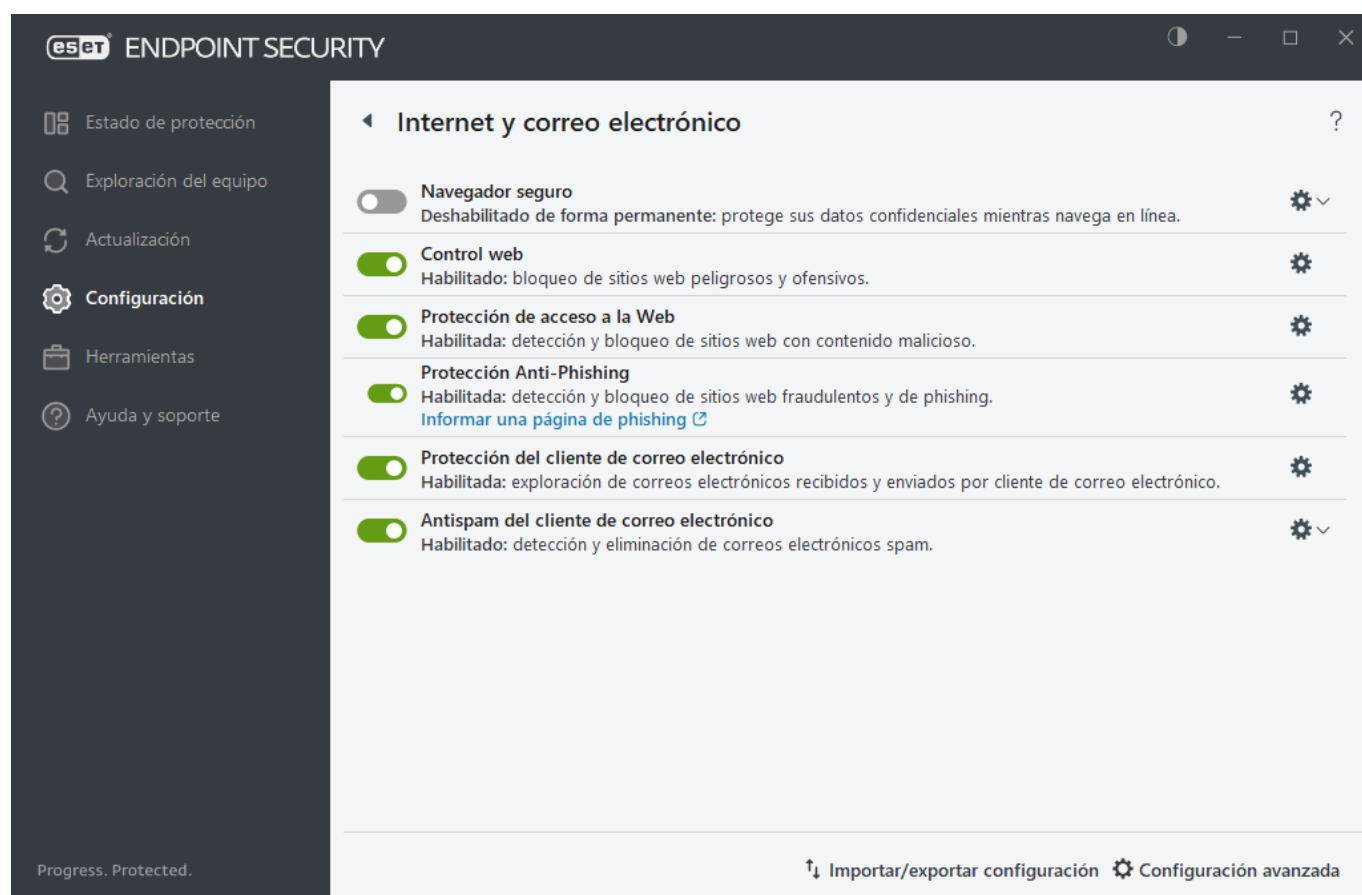 eset ENDPOINT SECURITY
Estado de protección
Exploración del equipo
Actualización
Configuración
Herramientas
Ayuda y soporte
Progress. Protected.
Internet y correo electrónico
?
Navegador seguro
Deshabilitado de forma permanente: protege sus datos confidenciales mientras navega en línea.
Control web
Habilitado: bloqueo de sitios web peligrosos y ofensivos.
Protección de acceso a la Web
Habilitada: detección y bloqueo de sitios web con contenido malicioso.
Protección Anti-Phishing
Habilitada: detección y bloqueo de sitios web fraudulentos y de phishing.
Informar una página de phishing
Protección del cliente de correo electrónico
Habilitada: exploración de correos electrónicos recibidos y enviados por cliente de correo electrónico.
Antispam del cliente de correo electrónico
Habilitado: detección y eliminación de correos electrónicos spam.
Importar/exportar configuración Configuración avanzada